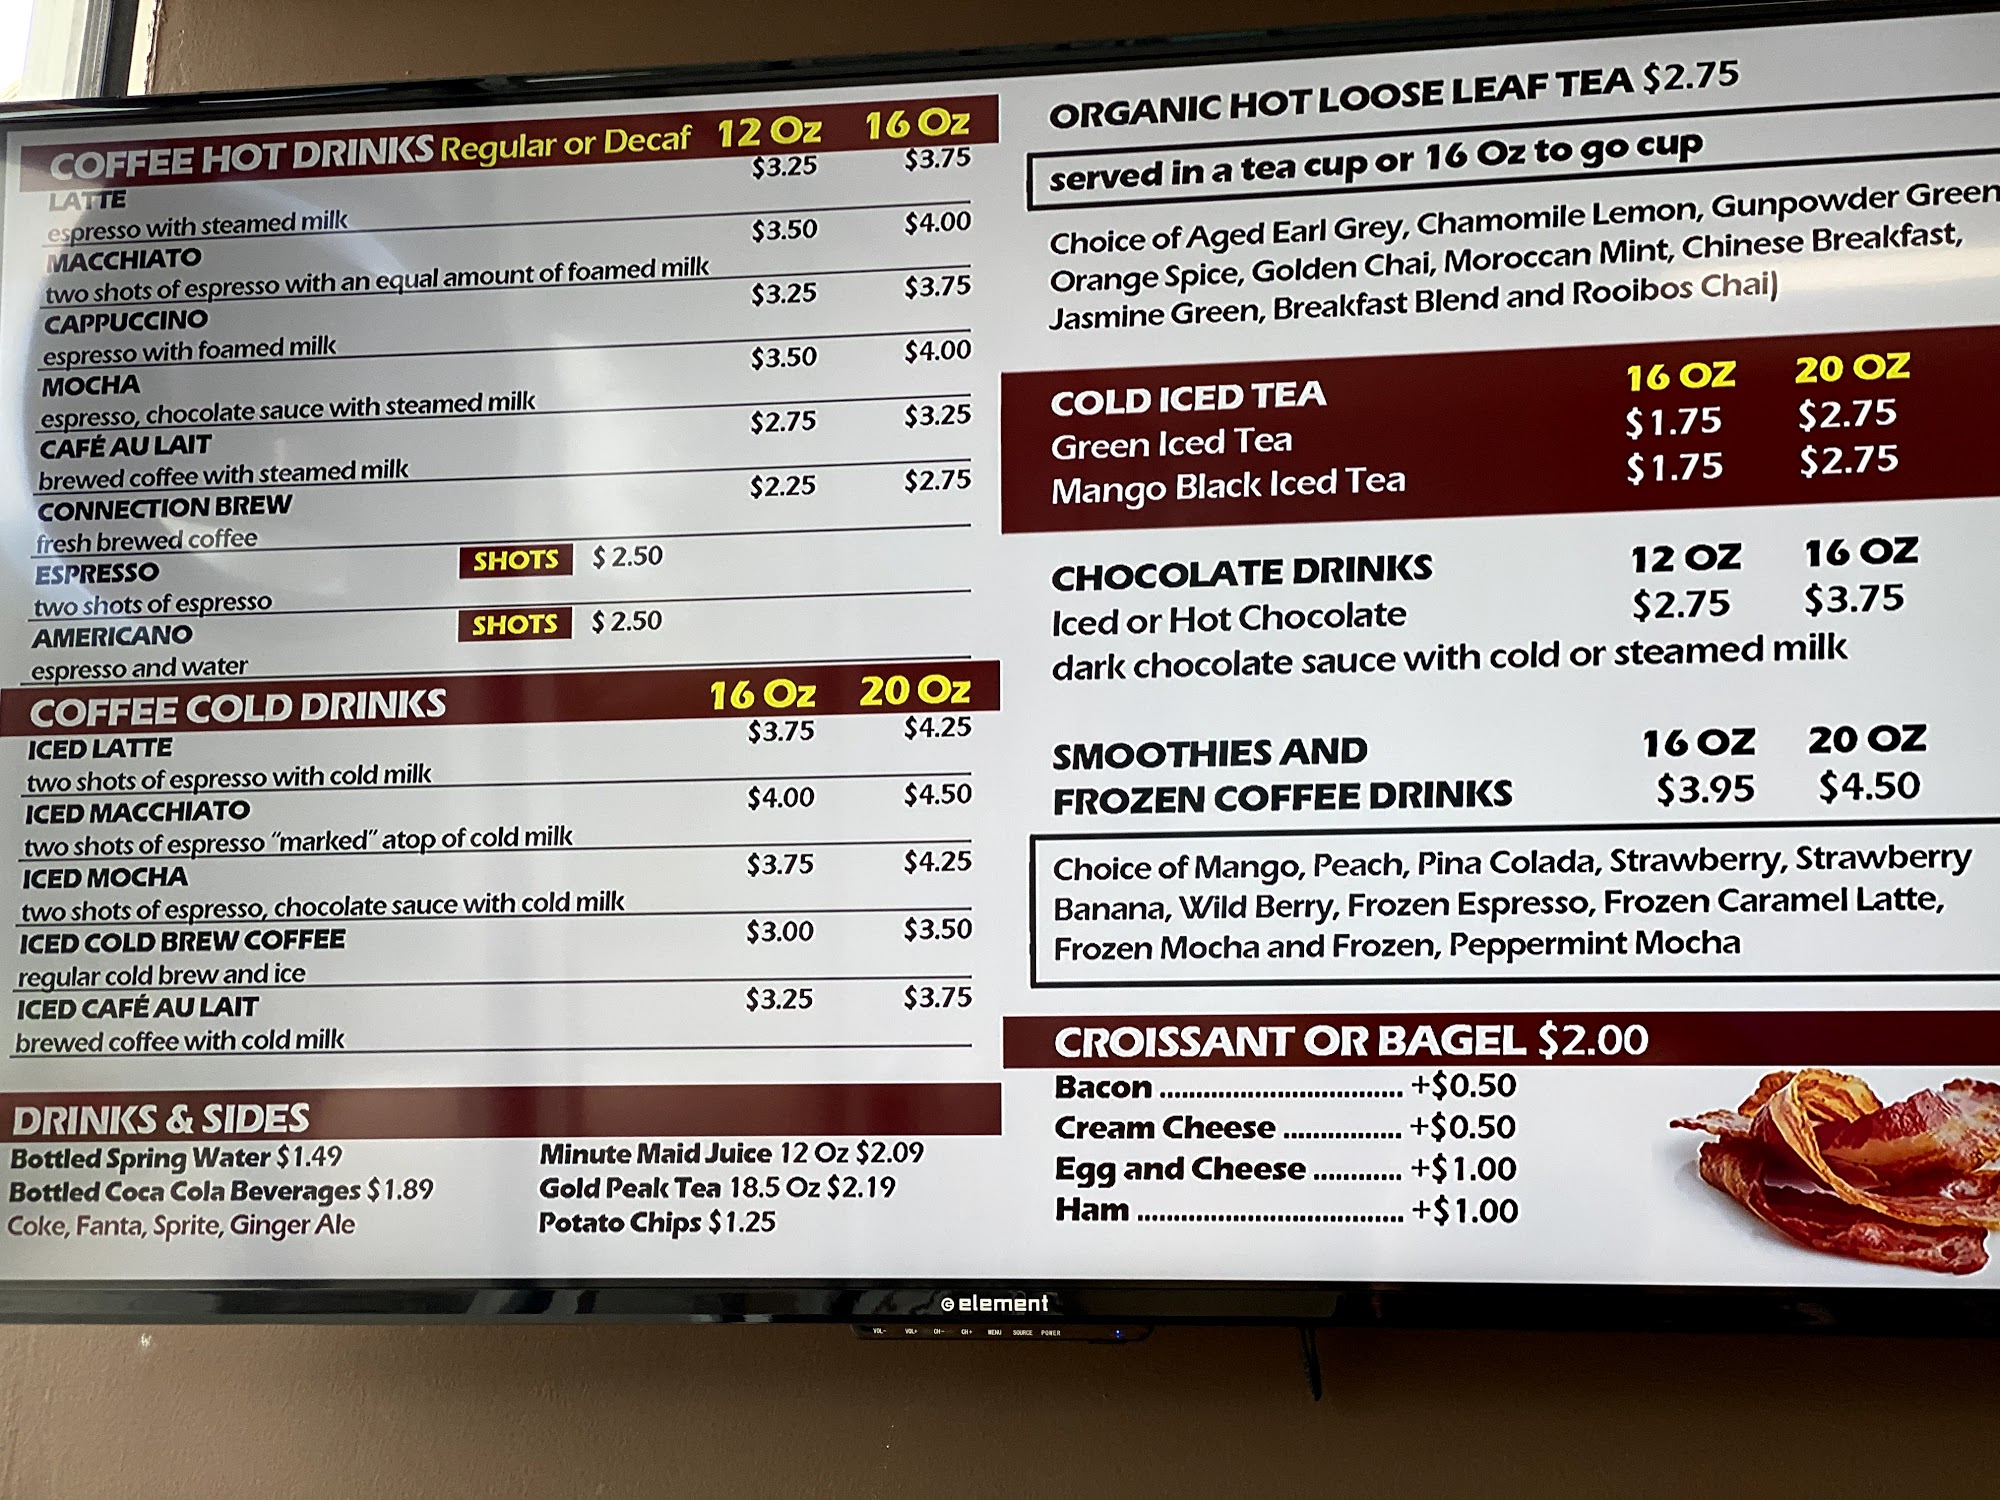 COFFEE HOT DRINKS Regular or Decaf 12 Oz 16 Oz
LATTE $3.25 $3.75
espresso with steamed milk
MACCHIATO $3.50 $4.00
two shots of espresso with an equal amount of foamed milk
CAPPUCCINO $3.25 $3.75
espresso with foamed milk
MOCHA $3.50 $4.00
espresso, chocolate sauce with steamed milk
CAFÉ AU LAIT $2.75 $3.25
brewed coffee with steamed milk
CONNECTION BREW $2.25 $2.75
fresh brewed coffee
ESPRESSO SHOTS $ 2.50
two shots of espresso
AMERICANO SHOTS $ 2.50
espresso and water
COFFEE COLD DRINKS 16 Oz 20 Oz
ICED LATTE $3.75 $4.25
two shots of espresso with cold milk
ICED MACCHIATO $4.00 $4.50
two shots of espresso “marked” atop of cold milk
ICED MOCHA $3.75 $4.25
two shots of espresso, chocolate sauce with cold milk
ICED COLD BREW COFFEE $3.00 $3.50
regular cold brew and ice
ICED CAFÉ AU LAIT $3.25 $3.75
brewed coffee with cold milk
DRINKS & SIDES
Bottled Spring Water $1.49
Bottled Coca Cola Beverages $1.89
Coke, Fanta, Sprite, Ginger Ale
Minute Maid Juice 12 Oz $2.09
Gold Peak Tea 18.5 Oz $2.19
Potato Chips $1.25
ORGANIC HOT LOOSE LEAF TEA $2.75
served in a tea cup or 16 Oz to go cup
Choice of Aged Earl Grey, Chamomile Lemon, Gunpowder Green
Orange Spice, Golden Chai, Moroccan Mint, Chinese Breakfast,
Jasmine Green, Breakfast Blend and Rooibos Chai)
COLD ICED TEA 16 OZ 20 OZ
Green Iced Tea $1.75 $2.75
Mango Black Iced Tea $1.75 $2.75
CHOCOLATE DRINKS 12 OZ 16 OZ
Iced or Hot Chocolate $2.75 $3.75
dark chocolate sauce with cold or steamed milk
SMOOTHIES AND 16 OZ 20 OZ
FROZEN COFFEE DRINKS $3.95 $4.50
Choice of Mango, Peach, Pina Colada, Strawberry, Strawberry
Banana, Wild Berry, Frozen Espresso, Frozen Caramel Latte,
Frozen Mocha and Frozen, Peppermint Mocha
CROISSANT OR BAGEL $2.00
Bacon ................................. +$0.50
Cream Cheese ................ +$0.50
Egg and Cheese ............ +$1.00
Ham .................................... +$1.00
element
VOL- VOL+ CH- CH+ MENU SOURCE POWER